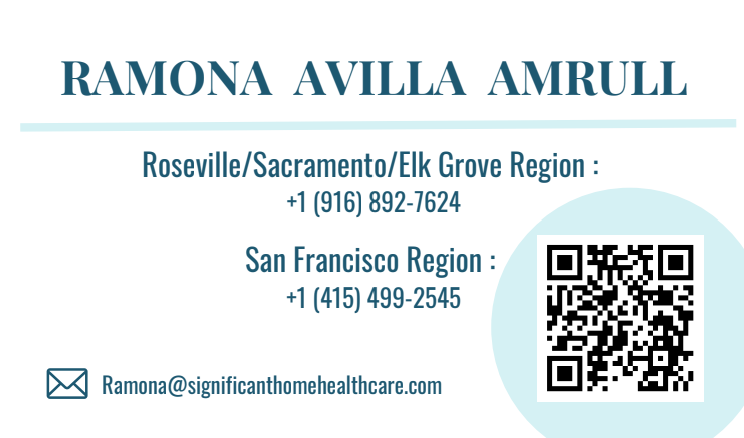 RAMONA AVILLA AMRULL
Roseville/Sacramento/Elk Grove Region :
+1 (916) 892-7624
San Francisco Region :
+1 (415) 499-2545
Ramona@significanthomehealthcare.com